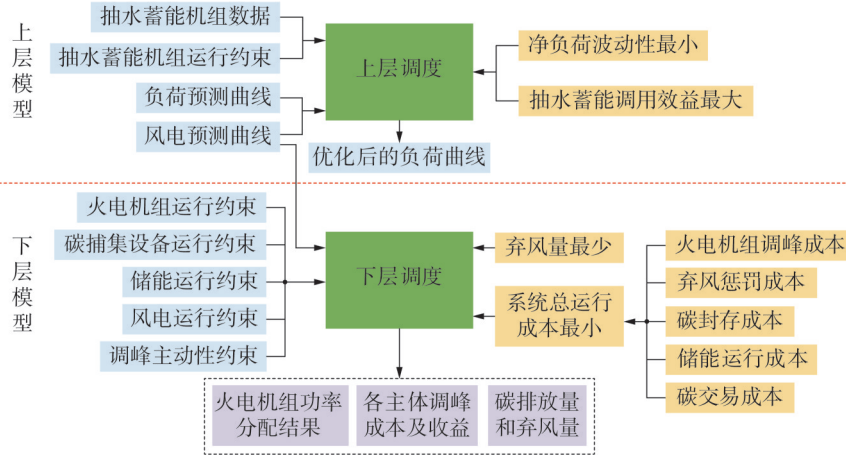 上层模型
抽水蓄能机组数据
抽水蓄能机组运行约束
负荷预测曲线
风电预测曲线
上层调度
净负荷波动性最小
抽水蓄能调用效益最大
优化后的负荷曲线
下层模型
火电机组运行约束
碳捕集设备运行约束
储能运行约束
风电运行约束
调峰主动性约束
下层调度
弃风量最少
系统总运行
成本最小
火电机组调峰成本
弃风惩罚成本
碳封存成本
储能运行成本
碳交易成本
火电机组功率
分配结果
各主体调峰
成本及收益
碳排放量
和弃风量